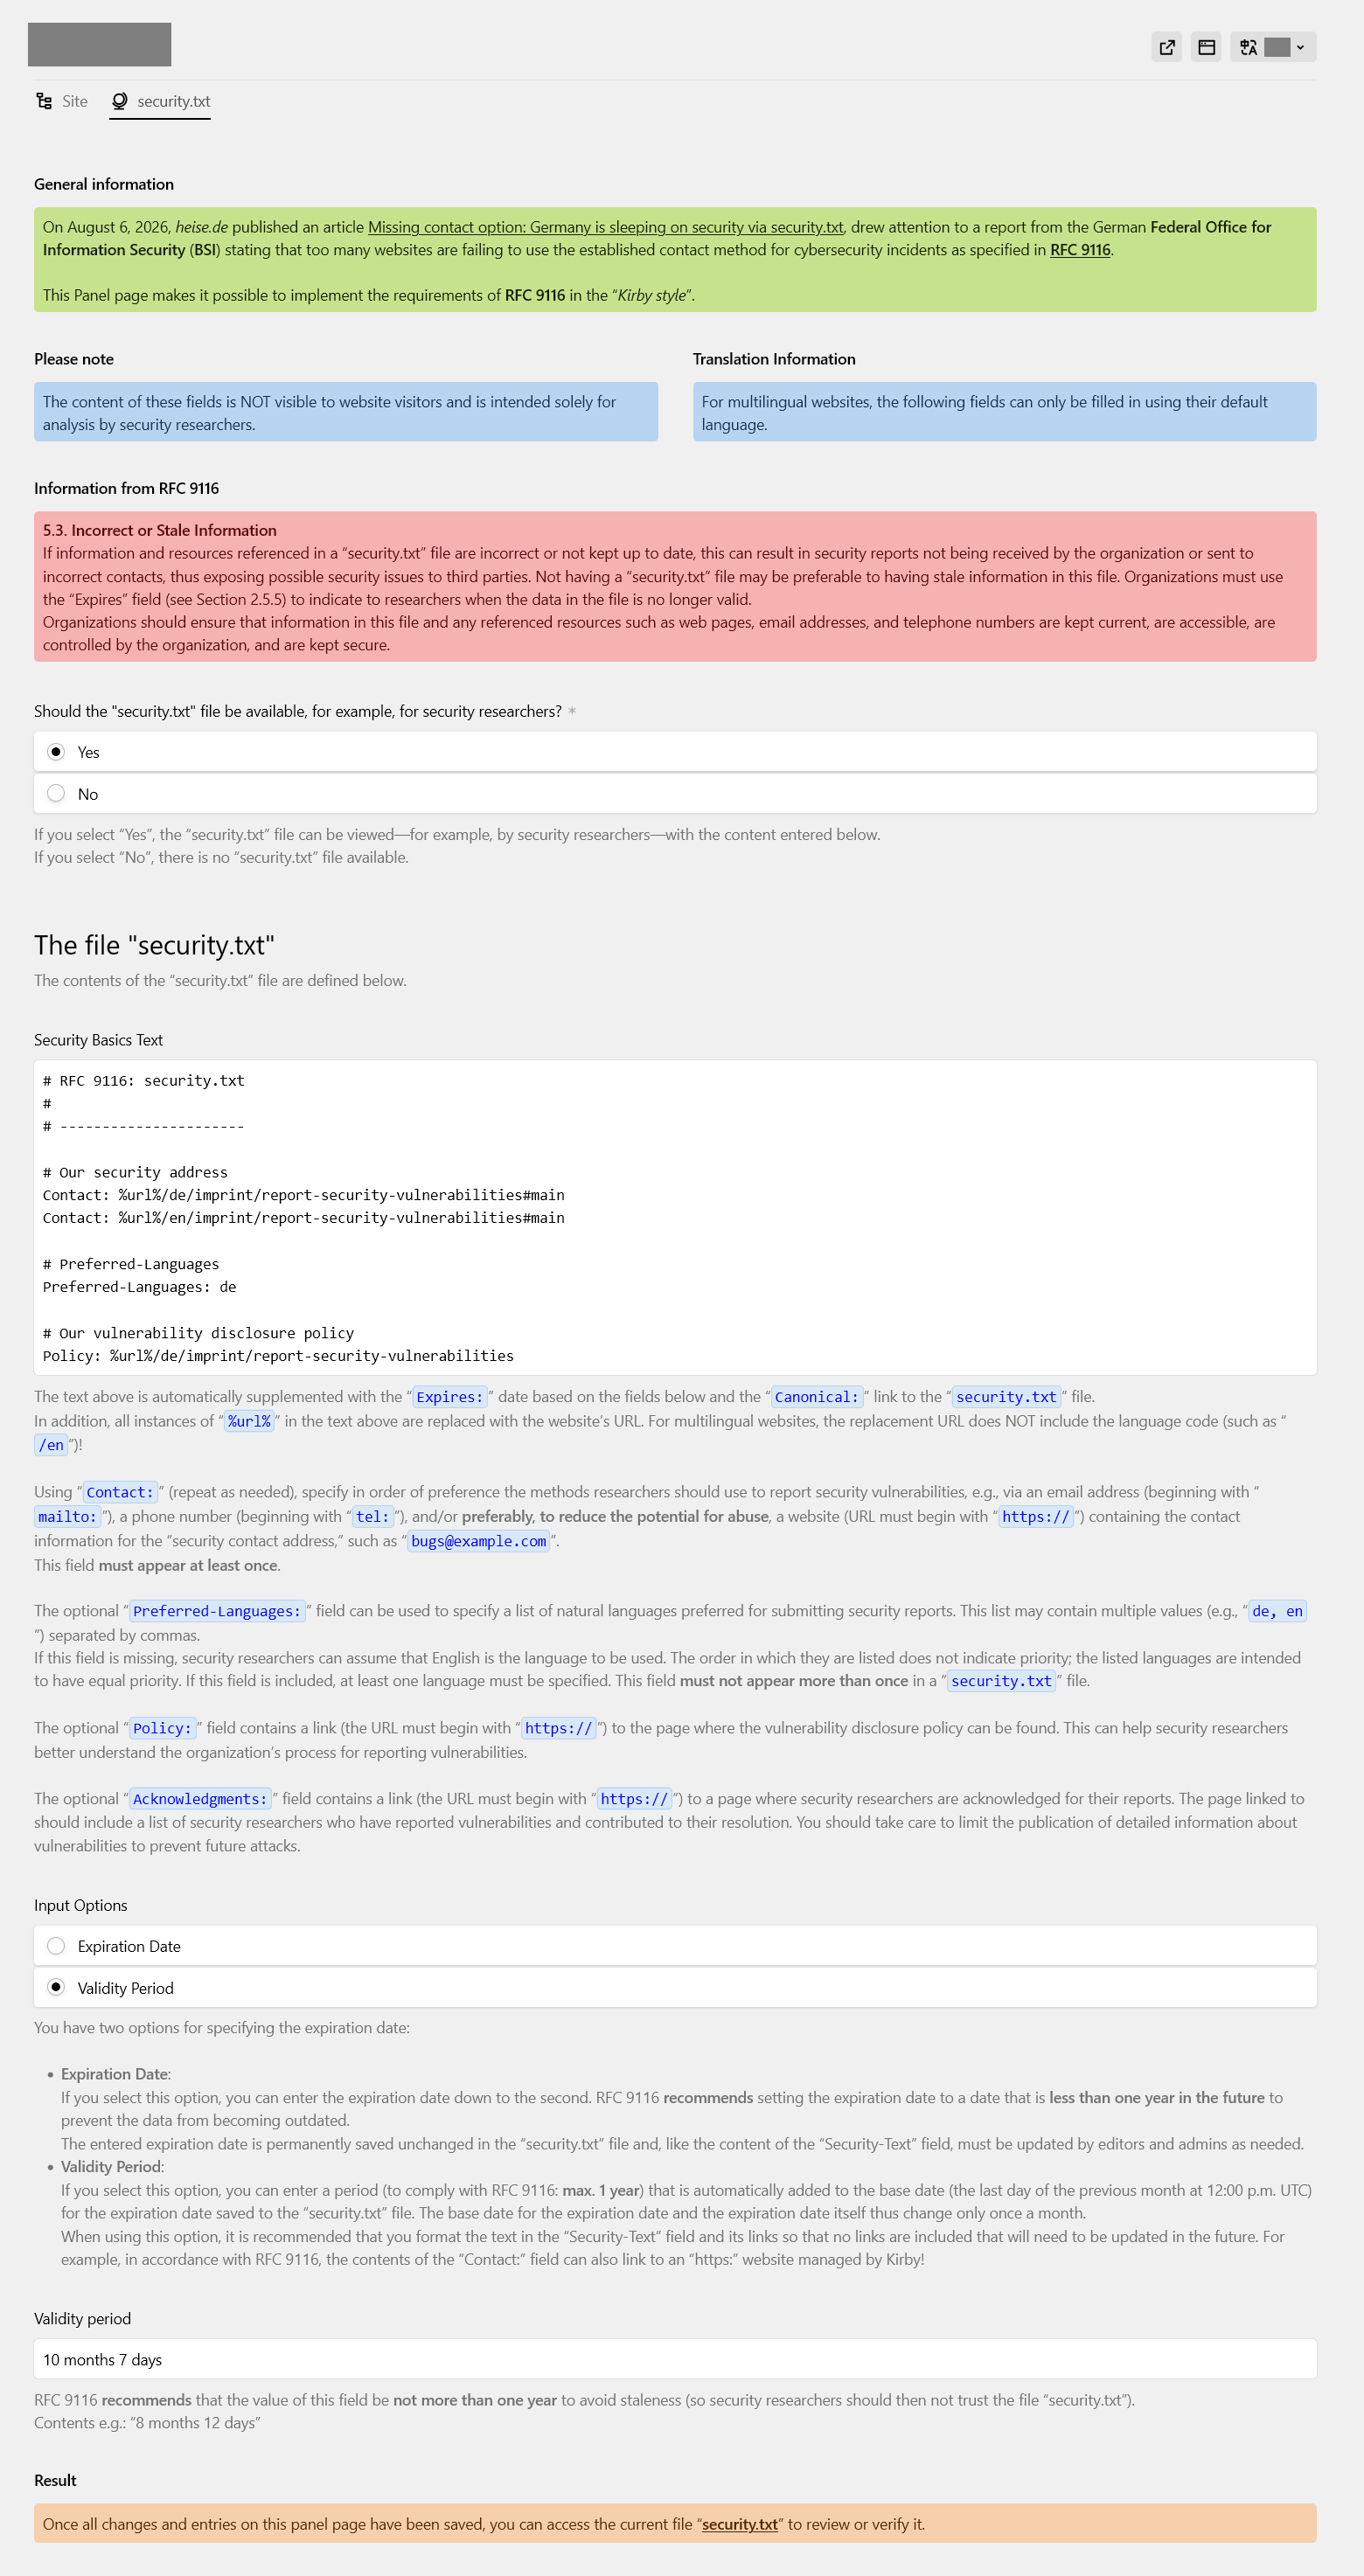 Site
security.txt
General information
On August 6, 2026, heise.de published an article Missing contact option: Germany is sleeping on security via security.txt, drew attention to a report from the German Federal Office for
Information Security (BSI) stating that too many websites are failing to use the established contact method for cybersecurity incidents as specified in RFC 9116.
This Panel page makes it possible to implement the requirements of RFC 9116 in the “Kirby style”.
Please note
The content of these fields is NOT visible to website visitors and is intended solely for
analysis by security researchers.
Translation Information
For multilingual websites, the following fields can only be filled in using their default
language.
Information from RFC 9116
5.3. Incorrect or Stale Information
If information and resources referenced in a “security.txt” file are incorrect or not kept up to date, this can result in security reports not being received by the organization or sent to
incorrect contacts, thus exposing possible security issues to third parties. Not having a “security.txt” file may be preferable to having stale information in this file. Organizations must use
the “Expires” field (see Section 2.5.5) to indicate to researchers when the data in the file is no longer valid.
Organizations should ensure that information in this file and any referenced resources such as web pages, email addresses, and telephone numbers are kept current, are accessible, are
controlled by the organization, and are kept secure.
Should the "security.txt" file be available, for example, for security researchers? *
Yes
No
If you select “Yes”, the “security.txt” file can be viewed—for example, by security researchers—with the content entered below.
If you select “No”, there is no “security.txt” file available.
The file "security.txt"
The contents of the “security.txt” file are defined below.
Security Basics Text
# RFC 9116: security.txt
#
# ----------------------
# Our security address
Contact: %url%/de/imprint/report-security-vulnerabilities#main
Contact: %url%/en/imprint/report-security-vulnerabilities#main
# Preferred-Languages
Preferred-Languages: de
# Our vulnerability disclosure policy
Policy: %url%/de/imprint/report-security-vulnerabilities
The text above is automatically supplemented with the “Expires:” date based on the fields below and the “Canonical:” link to the “security.txt” file.
In addition, all instances of “%url%” in the text above are replaced with the website’s URL. For multilingual websites, the replacement URL does NOT include the language code (such as “
/en”)!
Using “Contact:” (repeat as needed), specify in order of preference the methods researchers should use to report security vulnerabilities, e.g., via an email address (beginning with “
mailto:”), a phone number (beginning with “tel:”), and/or preferably, to reduce the potential for abuse, a website (URL must begin with “https://”) containing the contact
information for the “security contact address,” such as “bugs@example.com”.
This field must appear at least once.
The optional “Preferred-Languages:” field can be used to specify a list of natural languages preferred for submitting security reports. This list may contain multiple values (e.g., “de, en
”) separated by commas.
If this field is missing, security researchers can assume that English is the language to be used. The order in which they are listed does not indicate priority; the listed languages are intended
to have equal priority. If this field is included, at least one language must be specified. This field must not appear more than once in a “security.txt” file.
The optional “Policy:” field contains a link (the URL must begin with “https://”) to the page where the vulnerability disclosure policy can be found. This can help security researchers
better understand the organization’s process for reporting vulnerabilities.
The optional “Acknowledgments:” field contains a link (the URL must begin with “https://”) to a page where security researchers are acknowledged for their reports. The page linked to
should include a list of security researchers who have reported vulnerabilities and contributed to their resolution. You should take care to limit the publication of detailed information about
vulnerabilities to prevent future attacks.
Input Options
Expiration Date
Validity Period
You have two options for specifying the expiration date:
• Expiration Date:
If you select this option, you can enter the expiration date down to the second. RFC 9116 recommends setting the expiration date to a date that is less than one year in the future to
prevent the data from becoming outdated.
The entered expiration date is permanently saved unchanged in the “security.txt” file and, like the content of the “Security-Text” field, must be updated by editors and admins as needed.
• Validity Period:
If you select this option, you can enter a period (to comply with RFC 9116: max. 1 year) that is automatically added to the base date (the last day of the previous month at 12:00 p.m. UTC)
for the expiration date saved to the “security.txt” file. The base date for the expiration date and the expiration date itself thus change only once a month.
When using this option, it is recommended that you format the text in the “Security-Text” field and its links so that no links are included that will need to be updated in the future. For
example, in accordance with RFC 9116, the contents of the “Contact:” field can also link to an “https:” website managed by Kirby!
Validity period
10 months 7 days
RFC 9116 recommends that the value of this field be not more than one year to avoid staleness (so security researchers should then not trust the file “security.txt”).
Contents e.g.: “8 months 12 days”
Result
Once all changes and entries on this panel page have been saved, you can access the current file “security.txt” to review or verify it.